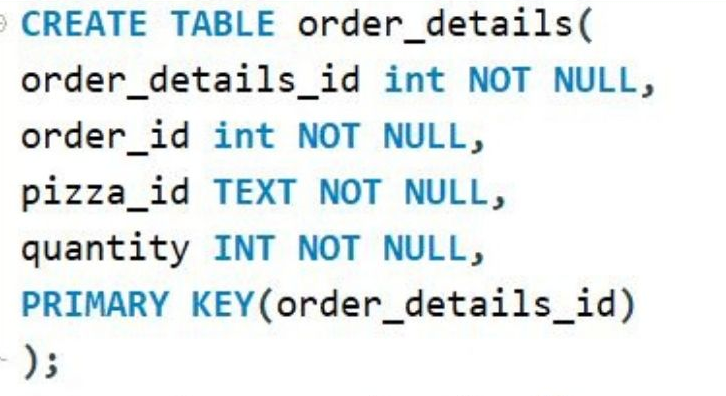 CREATE TABLE order_details(
order_details_id int NOT NULL,
order_id int NOT NULL,
pizza_id TEXT NOT NULL,
quantity INT NOT NULL,
PRIMARY KEY(order_details_id)
);